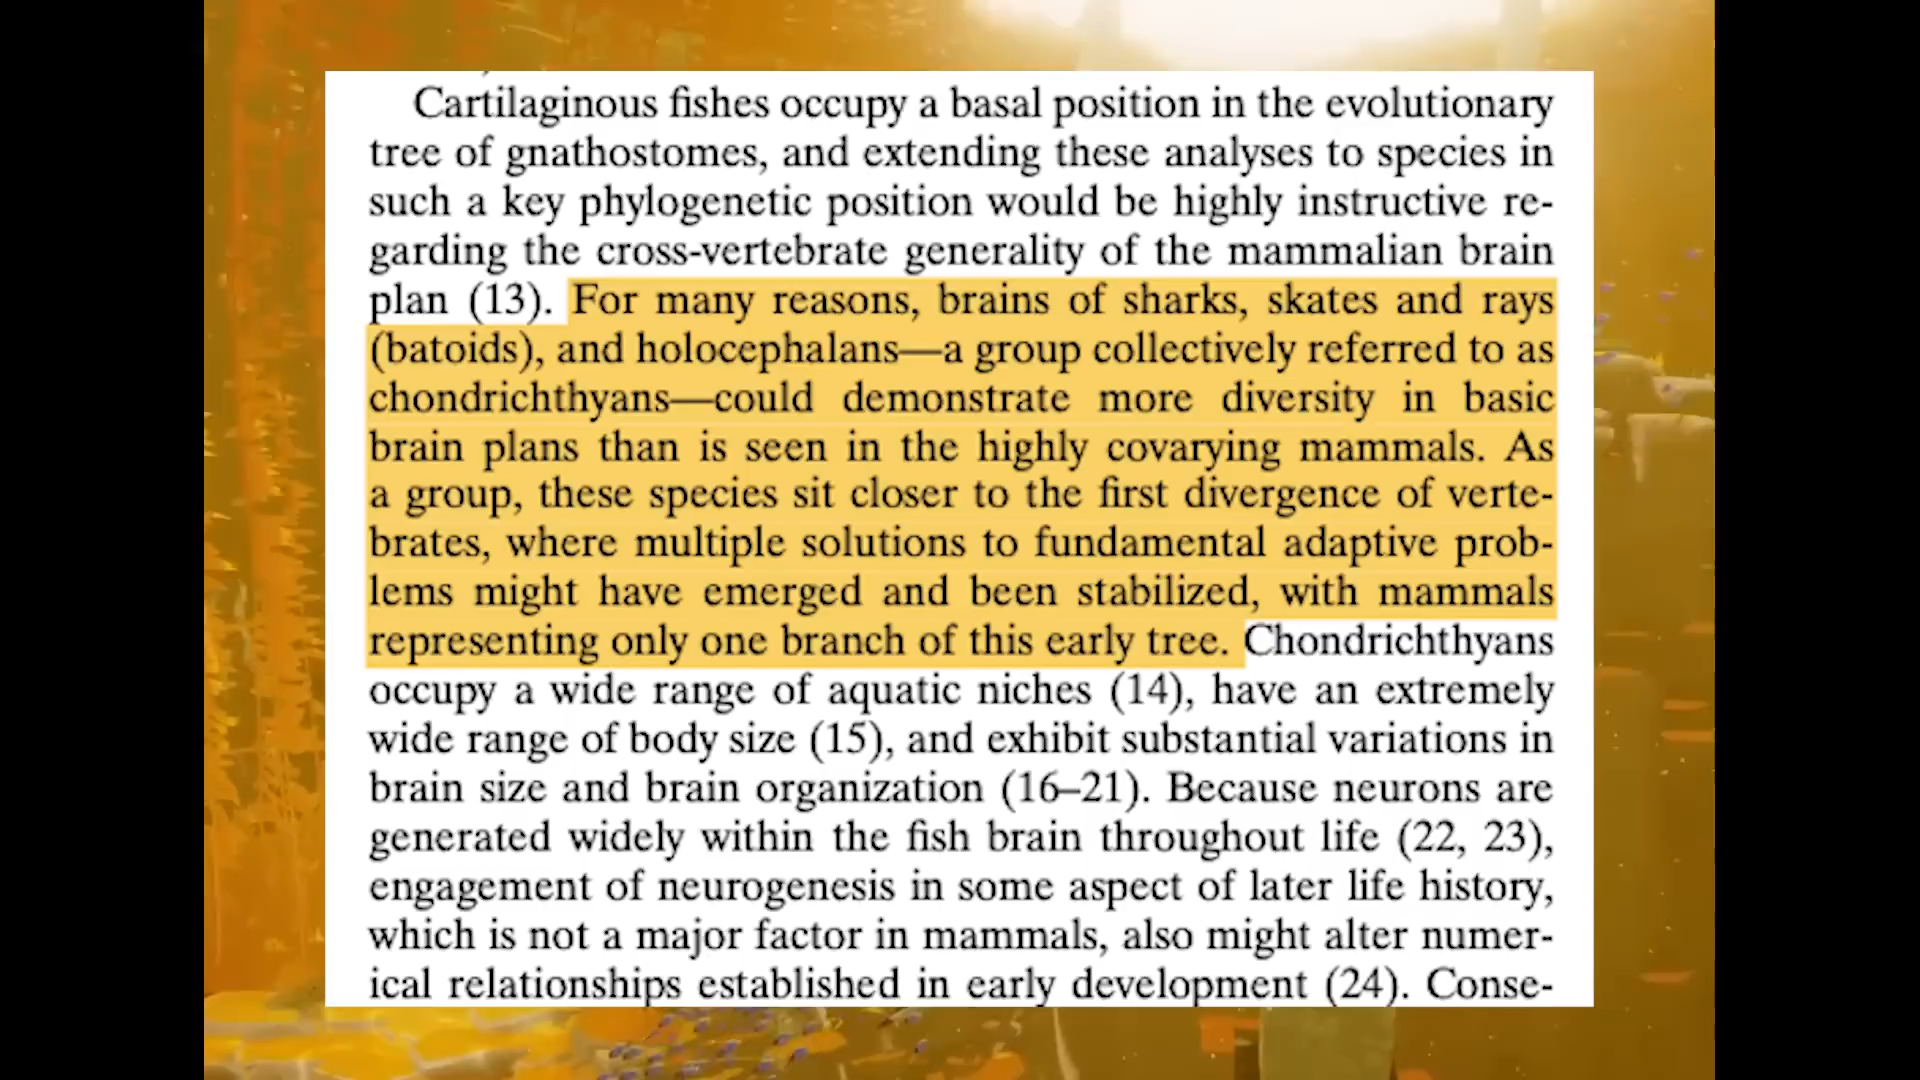 Cartilaginous fishes occupy a basal position in the evolutionary
tree of gnathostomes, and extending these analyses to species in
such a key phylogenetic position would be highly instructive re-
garding the cross-vertebrate generality of the mammalian brain
plan (13). For many reasons, brains of sharks, skates and rays
(batoids), and holocephalans—a group collectively referred to as
chondrichthyans—could demonstrate more diversity in basic
brain plans than is seen in the highly covarying mammals. As
a group, these species sit closer to the first divergence of verte-
brates, where multiple solutions to fundamental adaptive prob-
lems might have emerged and been stabilized, with mammals
representing only one branch of this early tree. Chondrichthyans
occupy a wide range of aquatic niches (14), have an extremely
wide range of body size (15), and exhibit substantial variations in
brain size and brain organization (16–21). Because neurons are
generated widely within the fish brain throughout life (22, 23),
engagement of neurogenesis in some aspect of later life history,
which is not a major factor in mammals, also might alter numer-
ical relationships established in early development (24). Conse-